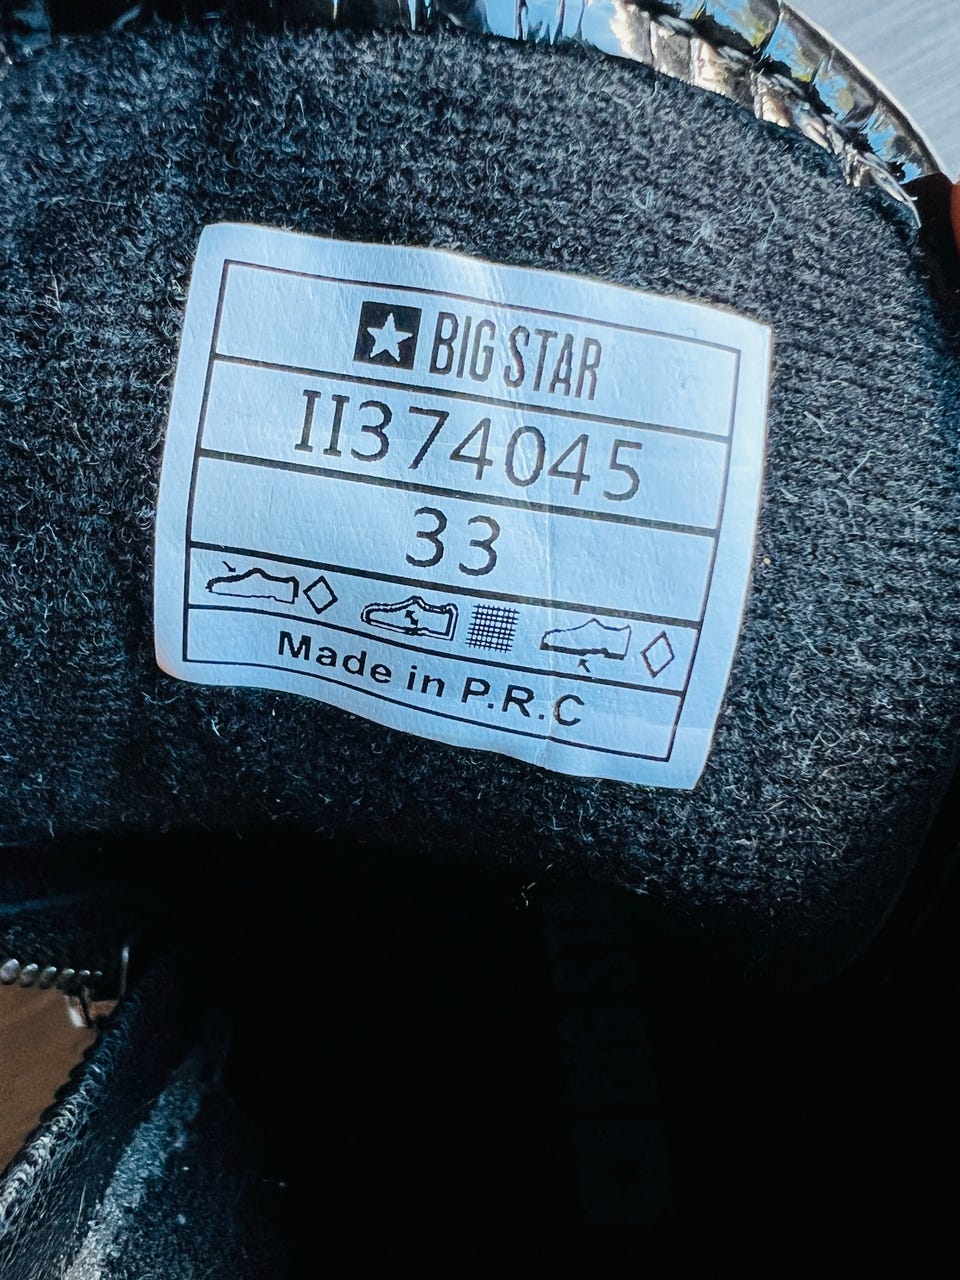 BIG STAR
II374045
33
Made in P.R.C